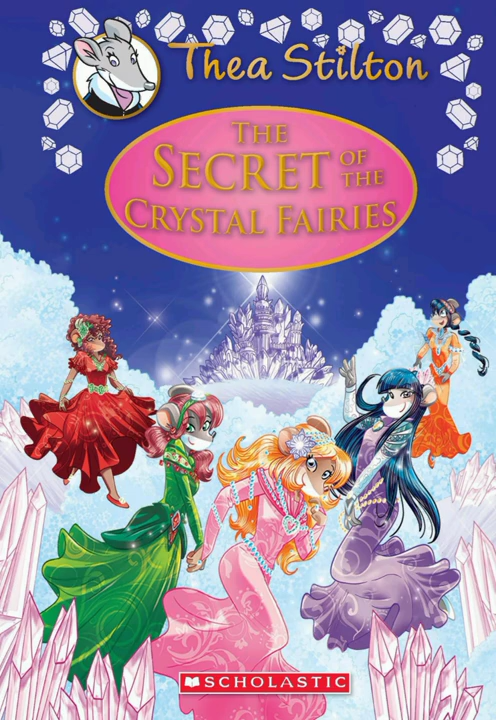 Thea Stilton
THE
SECRET OF THE
CRYSTAL FAIRIES
SCHOLASTIC